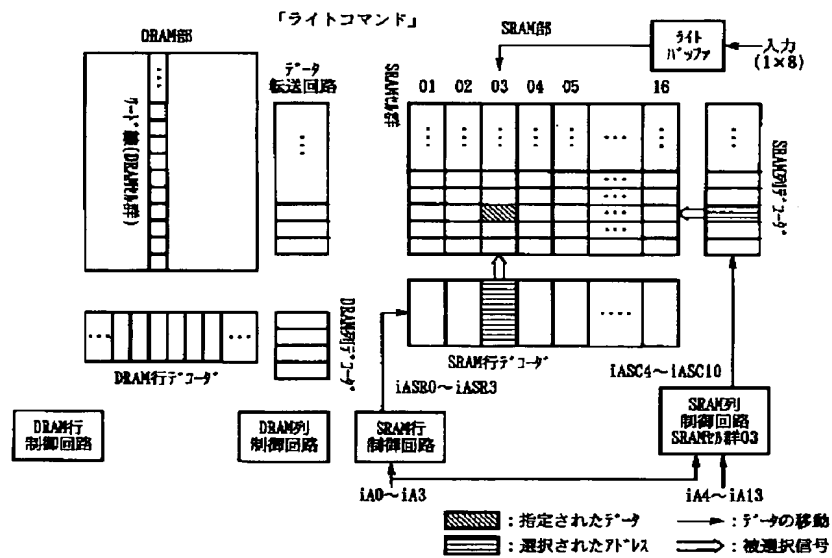 「ライトコマンド」
DRAM部
SRAM部
ライト
バッファ
入力
(1×8)
データ
転送回路
SRAMセル群
01 02 03 04 05 16
ワード線(DRAMセル群)
SRAM列デコーダ
DRAM列デコーダ
DRAM行デコーダ
SRAM行デコーダ
iASR0～iASR3
iASC4～iASC10
DRAM行
制御回路
DRAM列
制御回路
SRAM行
制御回路
SRAM列
制御回路
SRAMセル群03
iA0～iA3
iA4～iA13
：指定されたデータ
：データの移動
：選択されたアドレス
：被選択信号